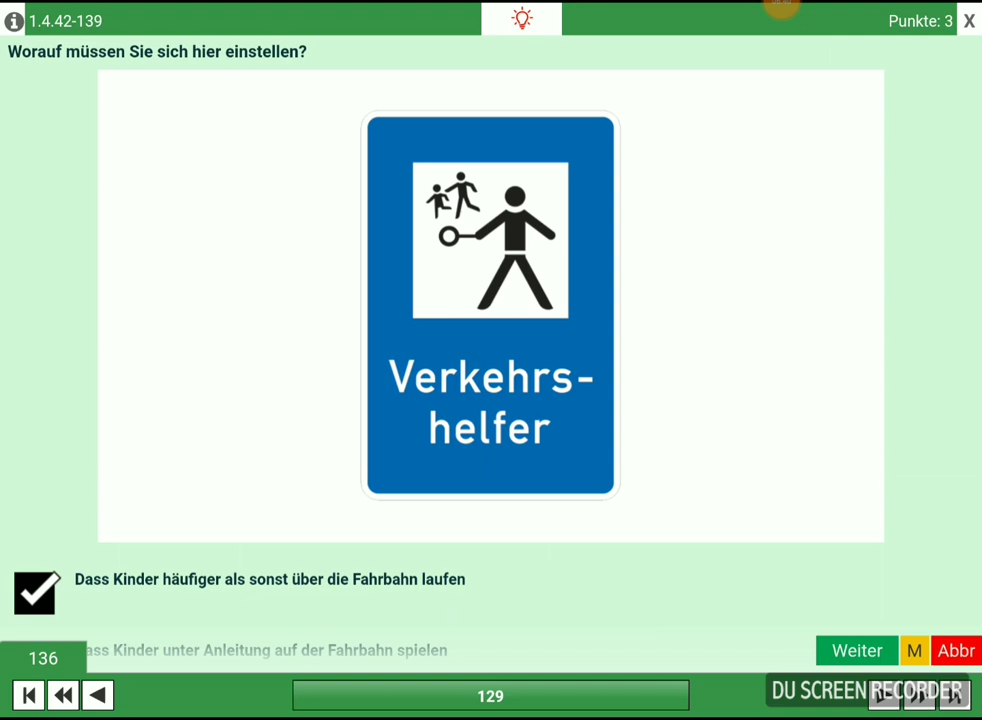 1.4.42-139
Punkte: 3 X
Worauf müssen Sie sich hier einstellen?
Verkehrs-
helfer
Dass Kinder häufiger als sonst über die Fahrbahn laufen
ass Kinder unter Anleitung auf der Fahrbahn spielen
136
Weiter M Abbr
129
DU SCREEN RECORDER